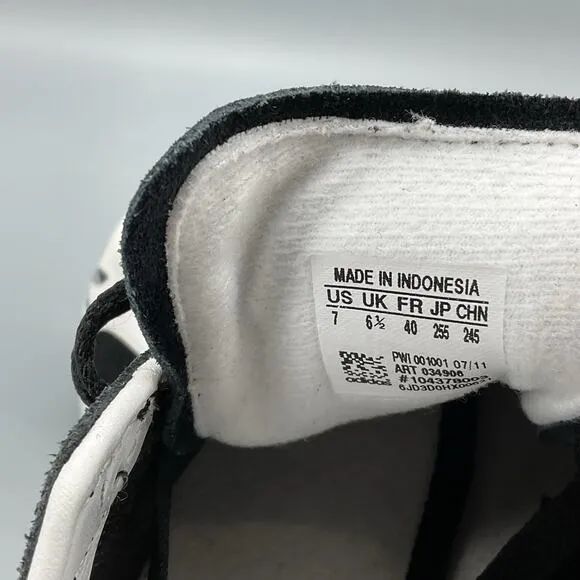 MADE IN INDONESIA
US UK FR JP CHN
7 6½ 40 255 245
PWI 001001 07/11
ART 034906
adidas